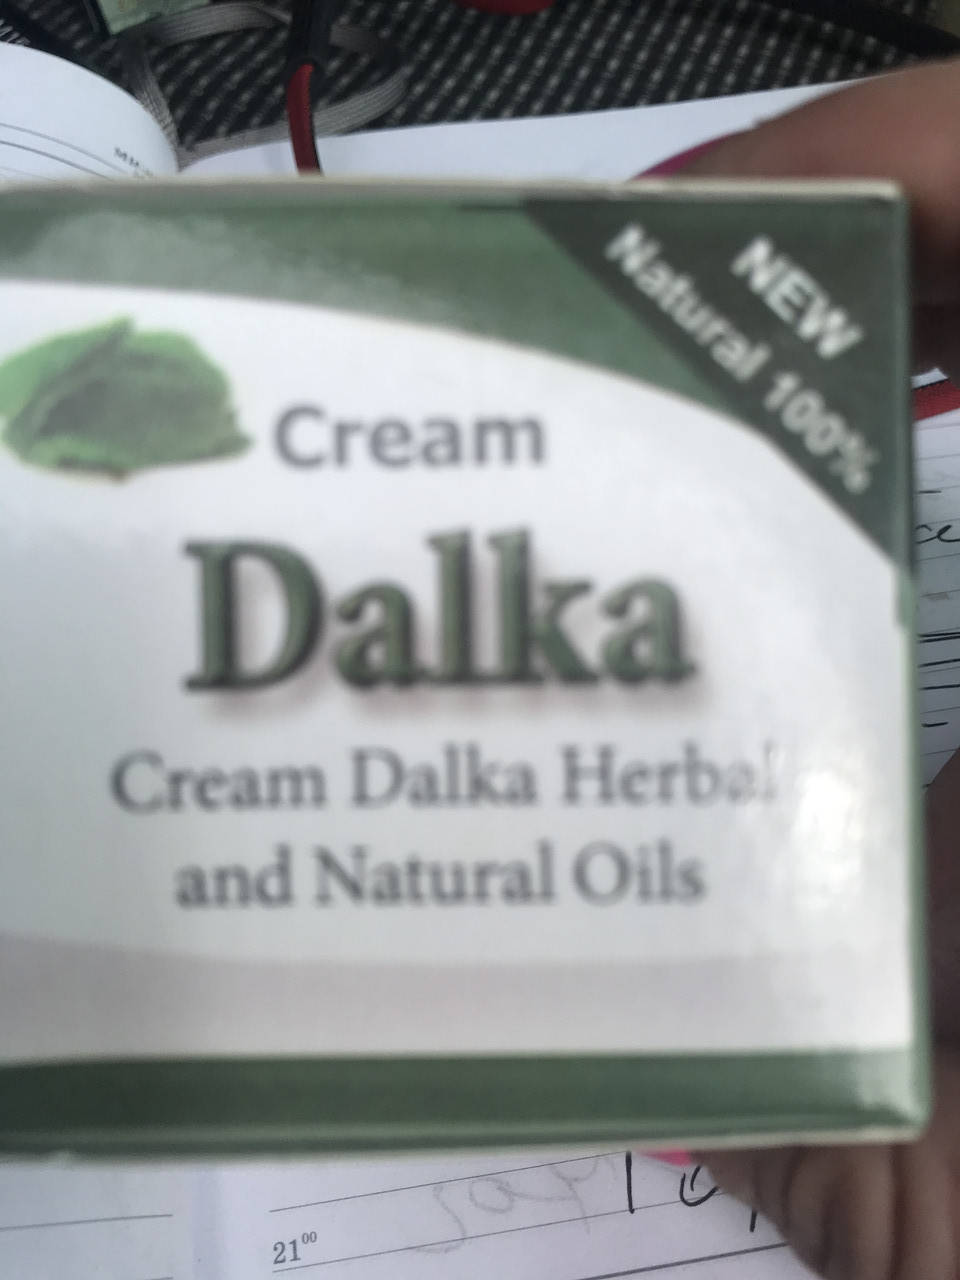 NEW
Natural 100%
Cream
Dalka
Cream Dalka Herbal
and Natural Oils
21⁰⁰